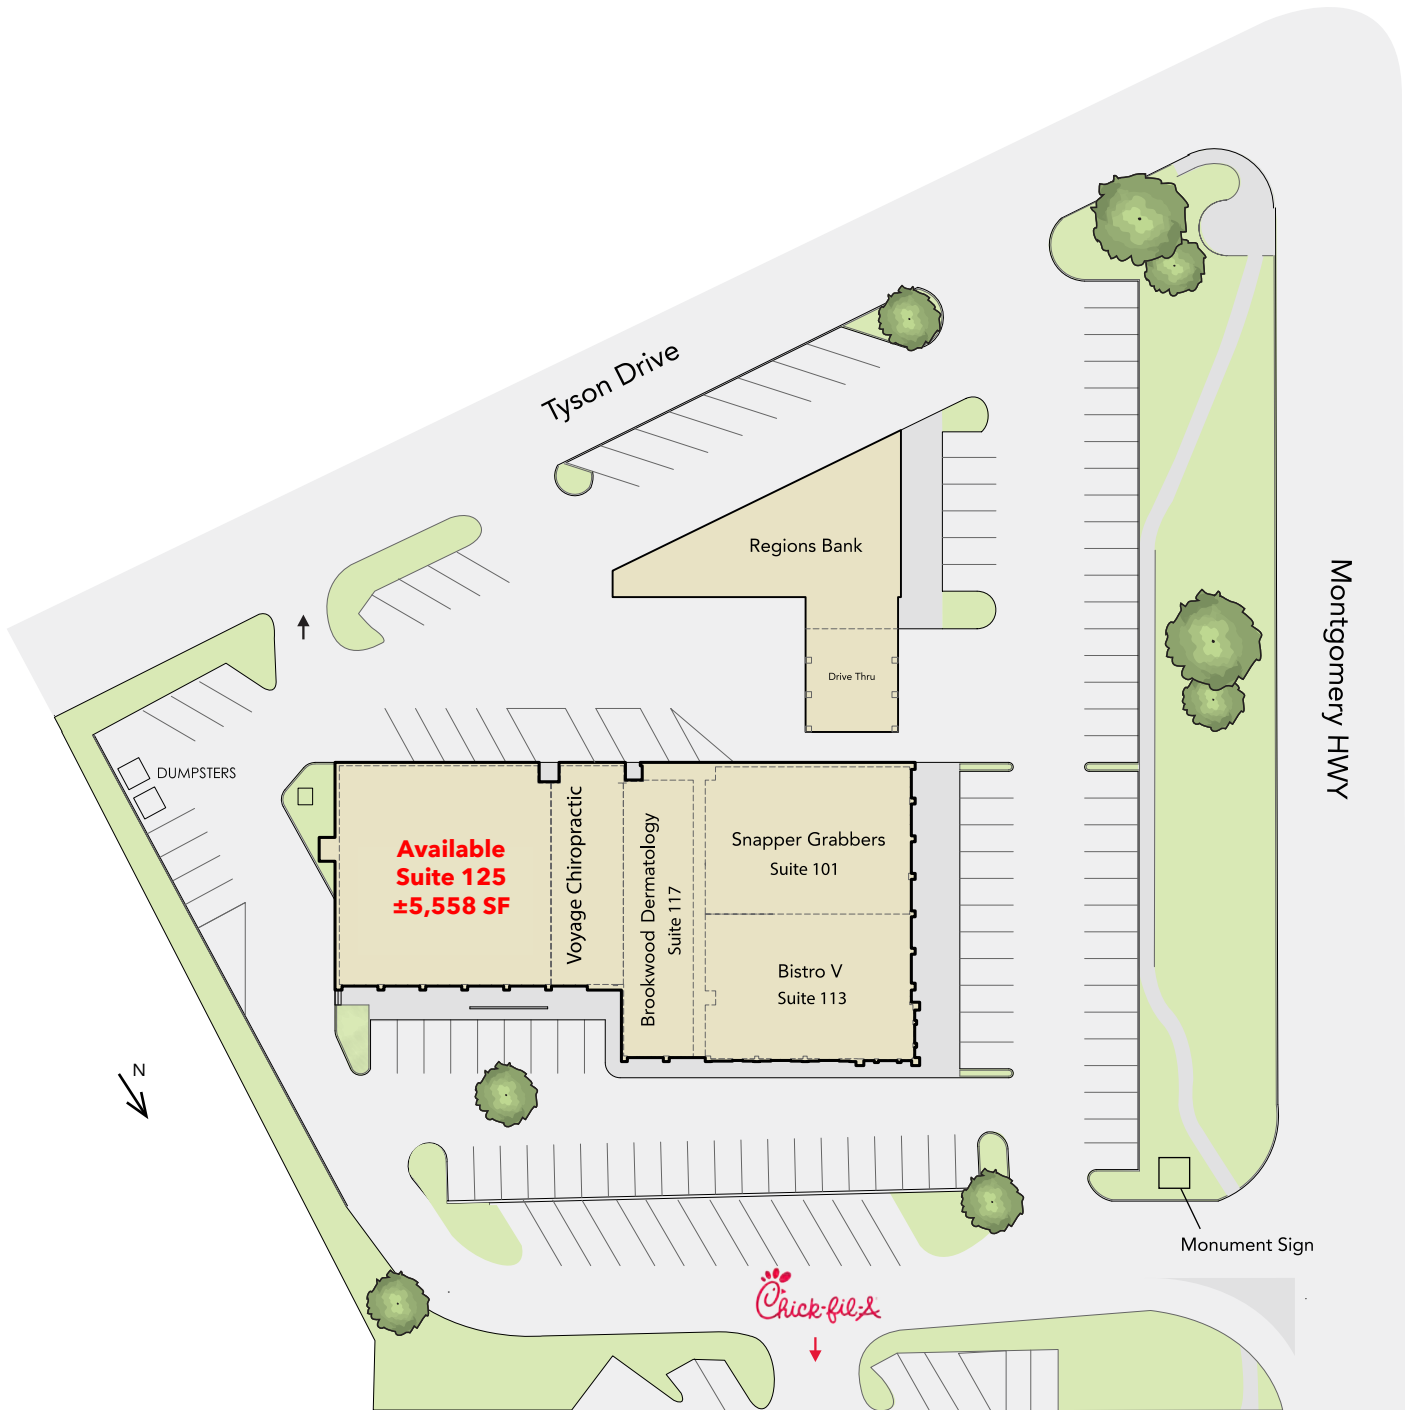 Tyson Drive
Regions Bank
Drive Thru
Montgomery HWY
DUMPSTERS
Available
Suite 125
±5,558 SF
Voyage Chiropractic
Brookwood Dermatology
Suite 117
Snapper Grabbers
Suite 101
Bistro V
Suite 113
N
Monument Sign
Chick-fil-A